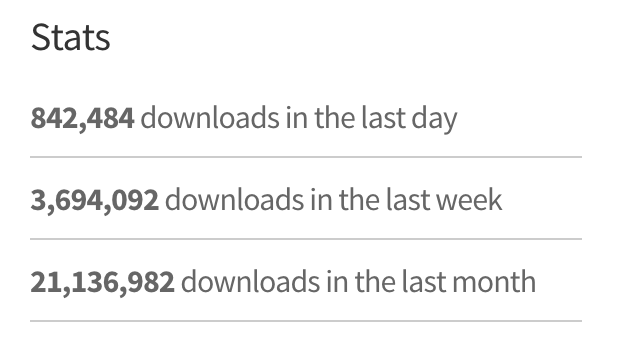 Stats
842,484 downloads in the last day
3,694,092 downloads in the last week
21,136,982 downloads in the last month